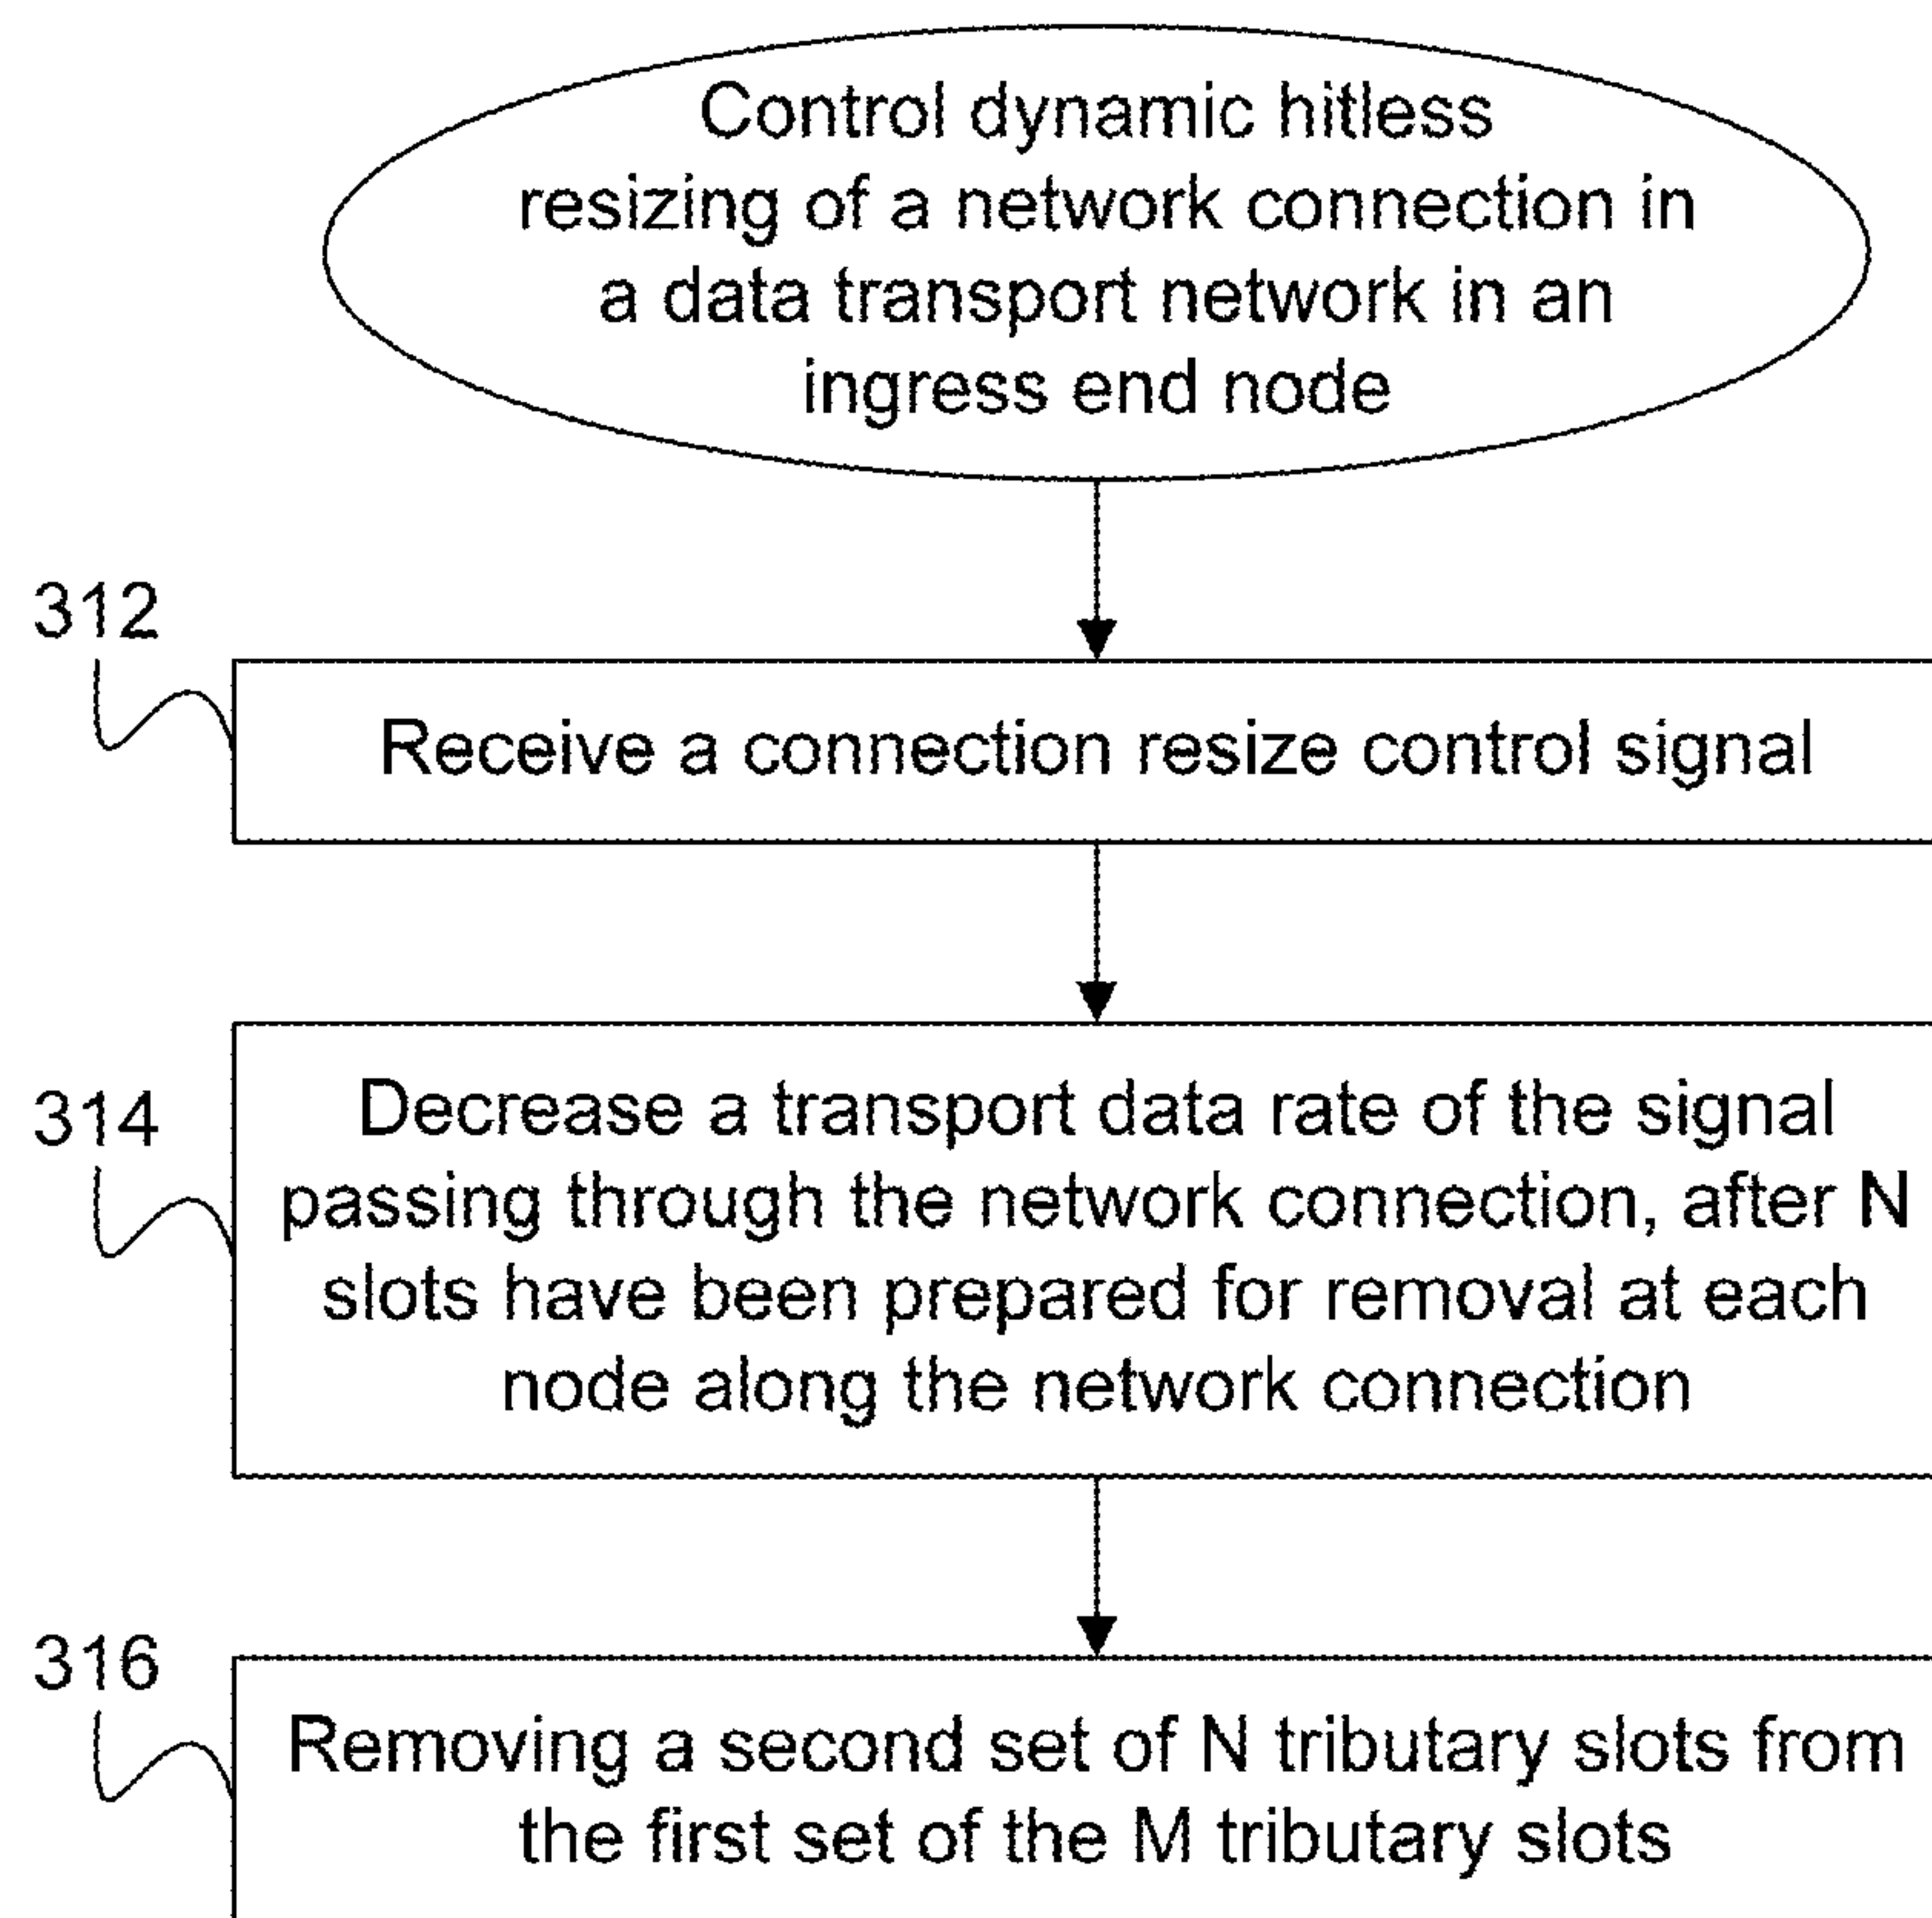 Control dynamic hitless
resizing of a network connection in
a data transport network in an
ingress end node
312
Receive a connection resize control signal
314
Decrease a transport data rate of the signal
passing through the network connection, after N
slots have been prepared for removal at each
node along the network connection
316
Removing a second set of N tributary slots from
the first set of the M tributary slots